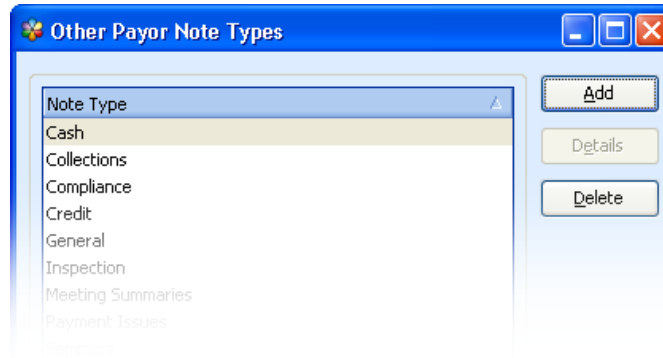 Other Payor Note Types
Note Type
Cash
Collections
Compliance
Credit
General
Inspection
Meeting Summaries
Payment Issues
Add
Details
Delete